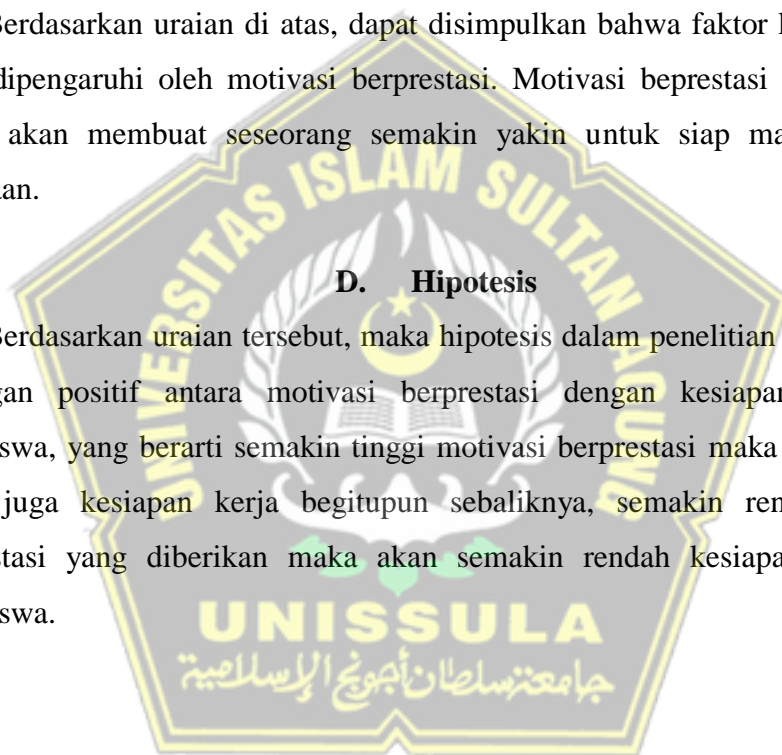 Berdasarkan uraian di atas, dapat disimpulkan bahwa faktor
dipengaruhi oleh motivasi berprestasi. Motivasi beprestasi
akan membuat seseorang semakin yakin untuk siap ma
an.
D. Hipotesis
Berdasarkan uraian tersebut, maka hipotesis dalam penelitian
gan positif antara motivasi berprestasi dengan kesiapan
swa, yang berarti semakin tinggi motivasi berprestasi maka
juga kesiapan kerja begitupun sebaliknya, semakin ren
stasi yang diberikan maka akan semakin rendah kesiapa
swa.
UNIVERSITAS ISLAM SULTAN AGUNG
UNISSULA
جامعترسلطان أجونج الإسلامية